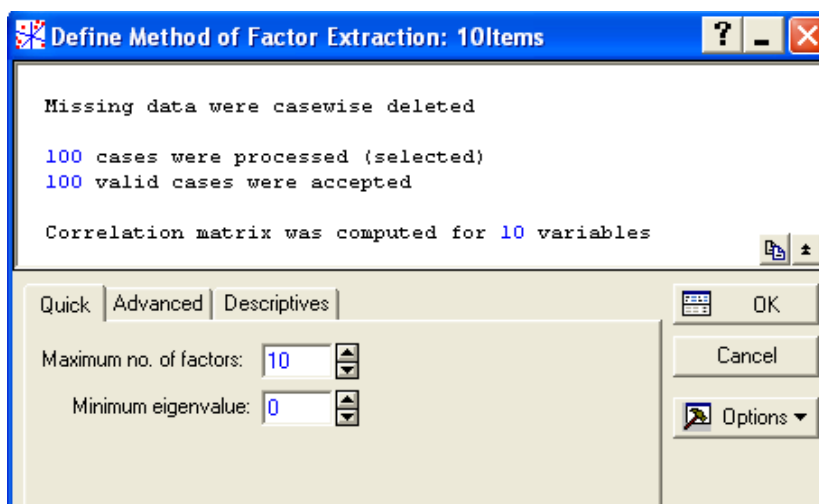 Define Method of Factor Extraction: 10Items
Missing data were casewise deleted
100 cases were processed (selected)
100 valid cases were accepted
Correlation matrix was computed for 10 variables
Quick Advanced Descriptives
OK
Maximum no. of factors: 10
Cancel
Minimum eigenvalue: 0
Options